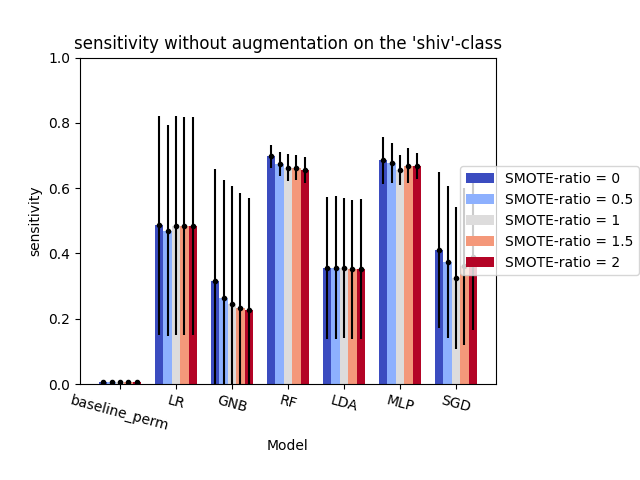 sensitivity without augmentation on the 'shiv'-class
1.0
0.8
0.6
0.4
0.2
0.0
sensitivity
SMOTE-ratio = 0
SMOTE-ratio = 0.5
SMOTE-ratio = 1
SMOTE-ratio = 1.5
SMOTE-ratio = 2
baseline_perm LR GNB RF LDA MLP SGD
Model